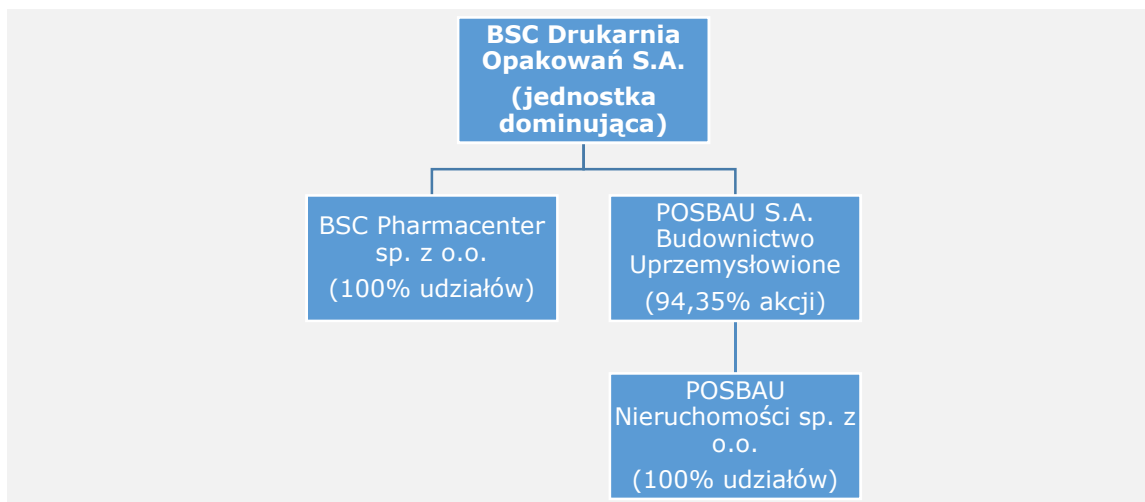 BSC Drukarnia
Opakowań S.A.
(jednostka
dominująca)
BSC Pharmacenter
sp. z o.o.
(100% udziałów)
POSBAU S.A.
Budownictwo
Uprzemysłowione
(94,35% akcji)
POSBAU
Nieruchomości sp. z
o.o.
(100% udziałów)